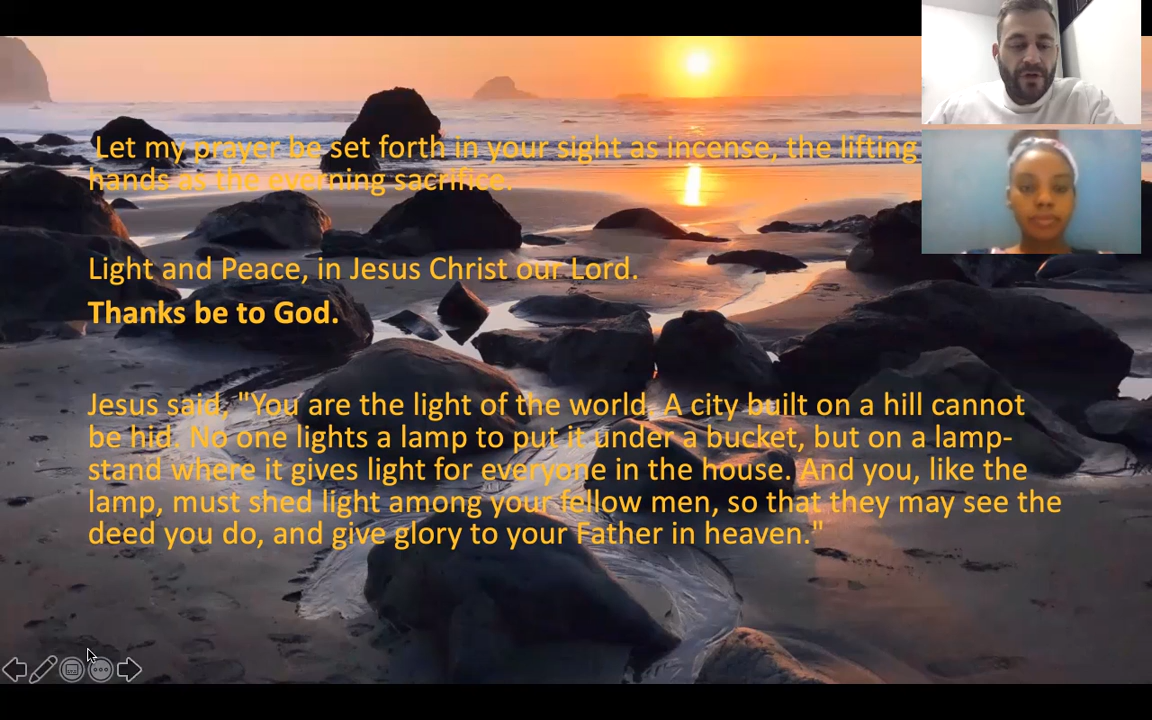 Let my prayer be set forth in your sight as incense, the lifting
hands as the everning sacrifice.
Light and Peace, in Jesus Christ our Lord.
Thanks be to God.
Jesus said, "You are the light of the world. A city built on a hill cannot
be hid. No one lights a lamp to put it under a bucket, but on a lamp-
stand where it gives light for everyone in the house. And you, like the
lamp, must shed light among your fellow men, so that they may see the
deed you do, and give glory to your Father in heaven."